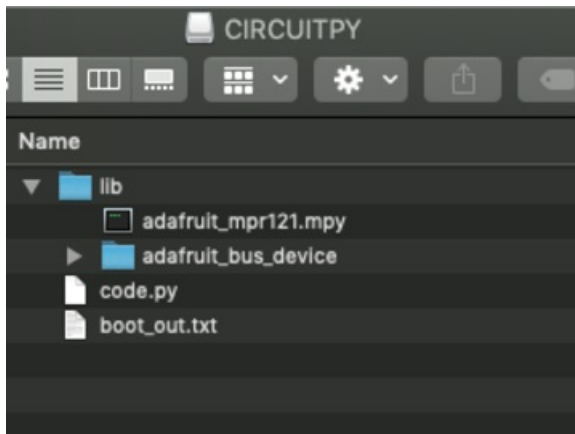 CIRCUITPY
Name
lib
adafruit_mpr121.mpy
adafruit_bus_device
code.py
boot_out.txt